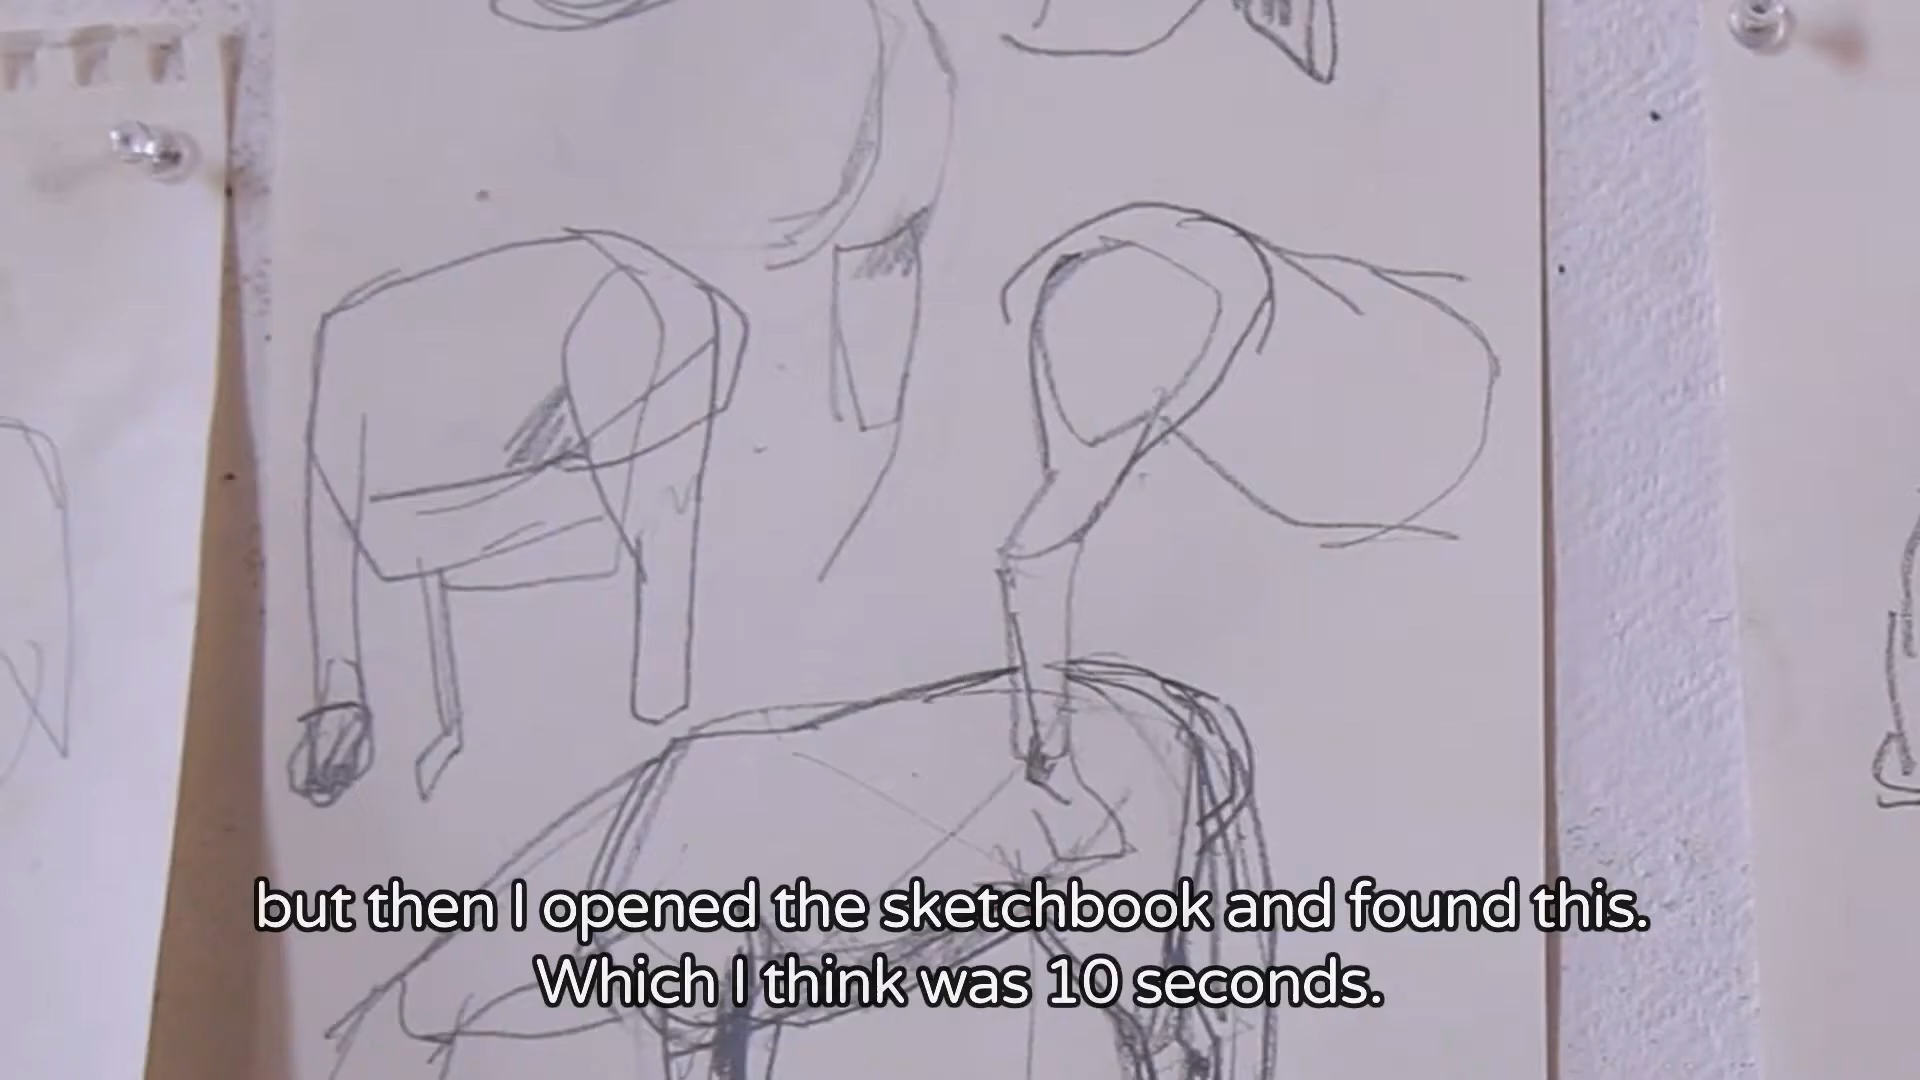 but then I opened the sketchbook and found this.
Which I think was 10 seconds.